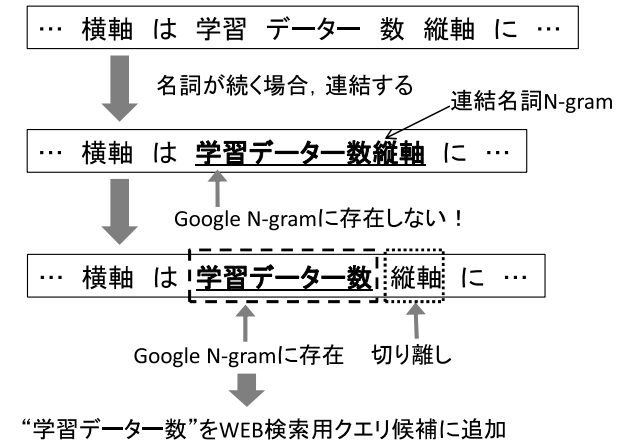 … 横軸 は 学習 データー 数 縦軸 に …
名詞が続く場合，連結する
連結名詞N-gram
… 横軸 は 学習データー数縦軸 に …
Google N-gramに存在しない！
… 横軸 は 学習データー数 縦軸 に …
Google N-gramに存在 切り離し
“学習データー数”をWEB検索用クエリ候補に追加